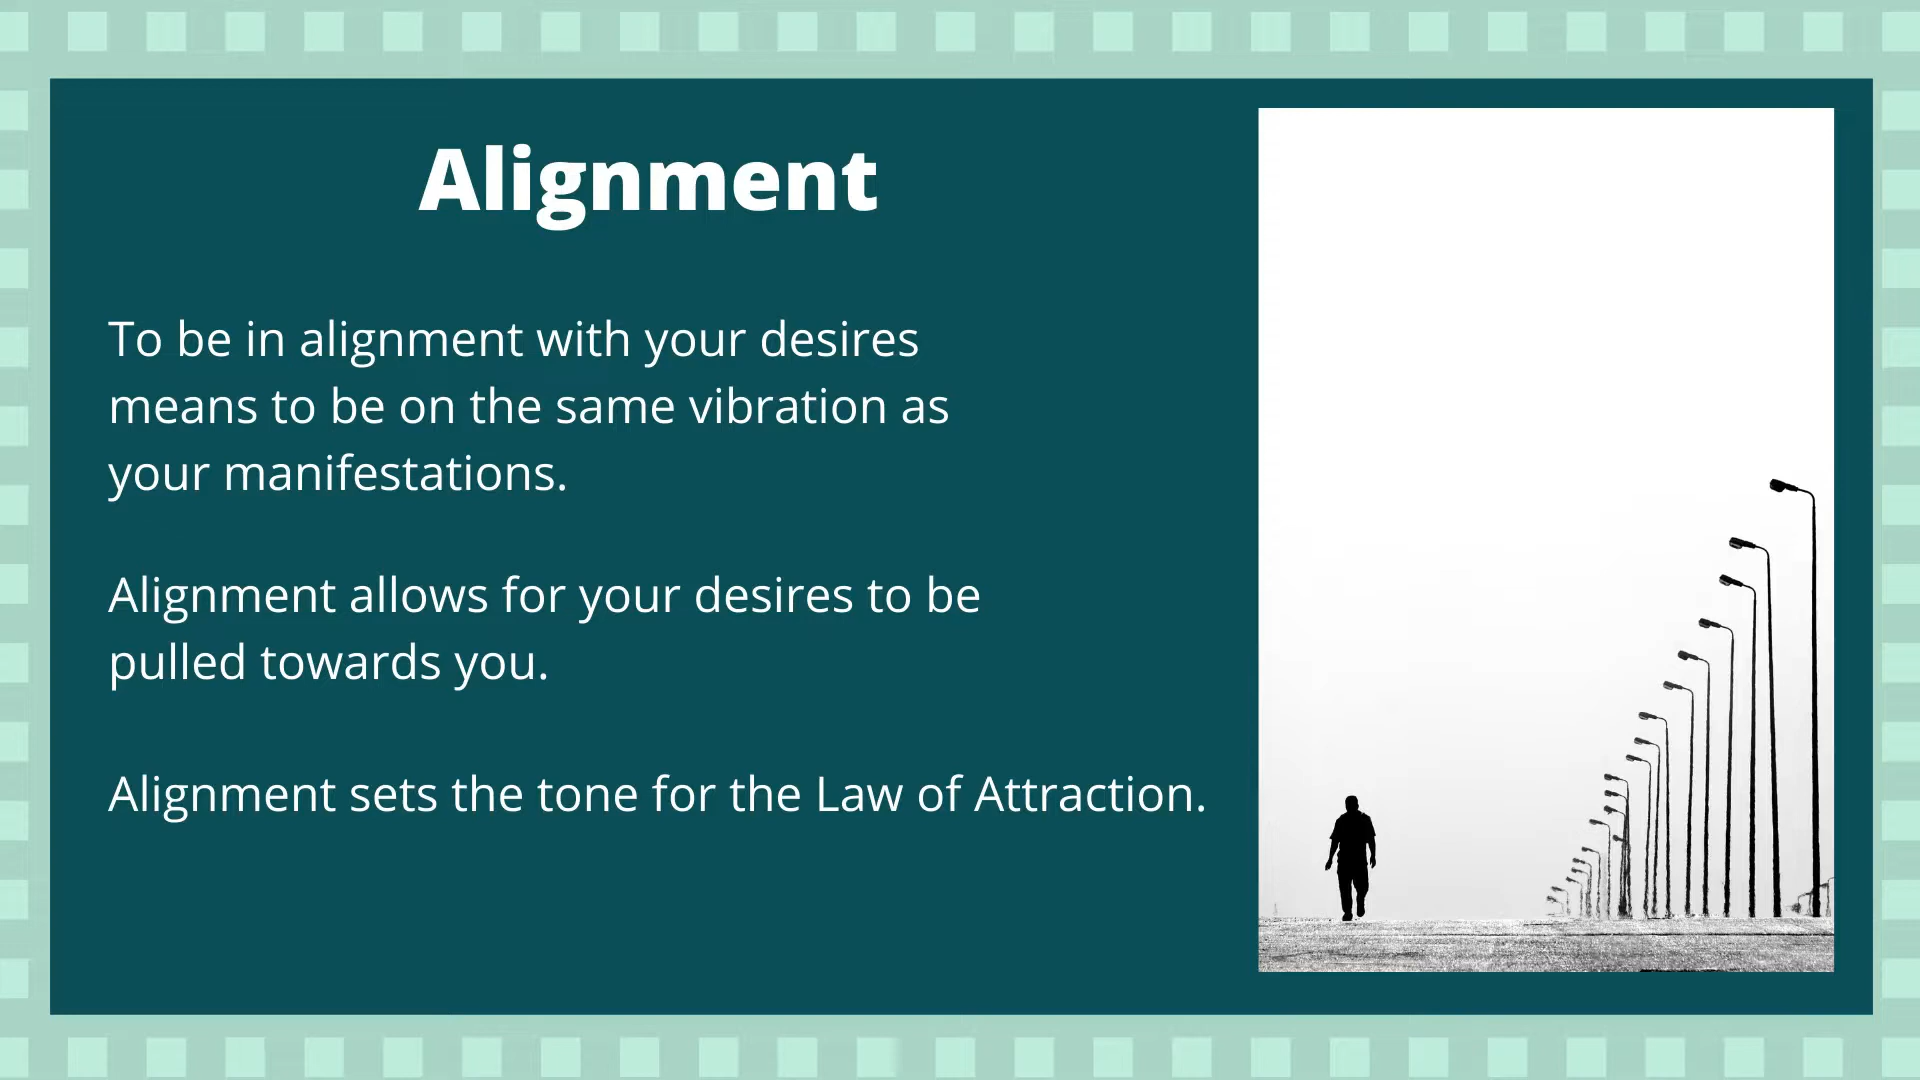 Alignment
To be in alignment with your desires
means to be on the same vibration as
your manifestations.
Alignment allows for your desires to be
pulled towards you.
Alignment sets the tone for the Law of Attraction.